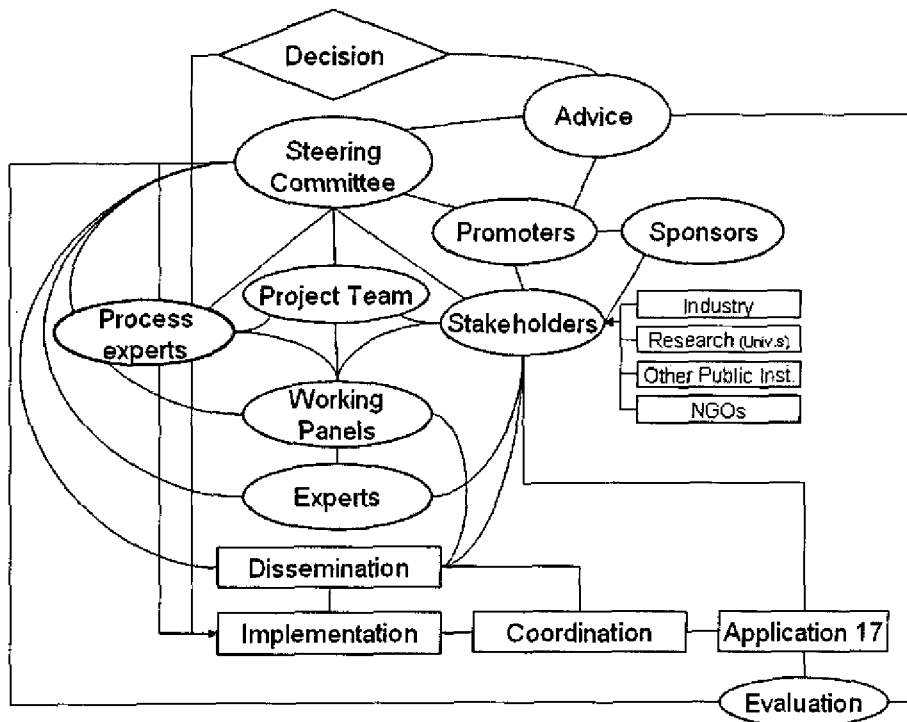 Decision
Advice
Steering
Committee
Promoters
Sponsors
Project Team
Process
experts
Stakeholders
Industry
Research (Univ.s)
Other Public Inst.
NGOs
Working
Panels
Experts
Dissemination
Implementation
Coordination
Application 17
Evaluation